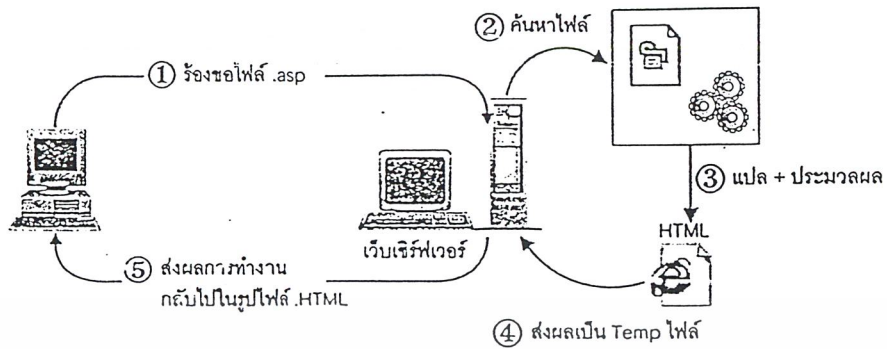 ① ร้องขอไฟล์ .asp
② ค้นหาไฟล์
③ แปล + ประมวลผล
HTML
④ ส่งผลเป็น Temp ไฟล์
⑤ ส่งผลการทำงาน
กลับไปในรูปไฟล์ .HTML
เว็บเซิร์ฟเวอร์